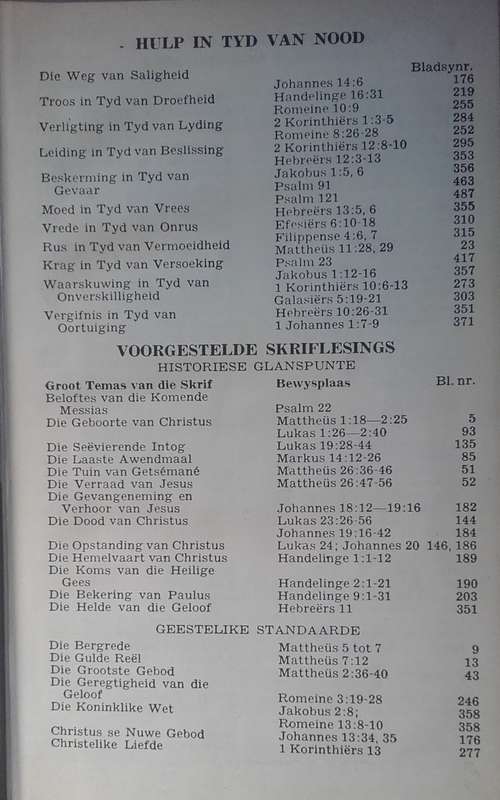 HULP IN TYD VAN NOOD
Bladsynr.
Die Weg van Saligheid Johannes 14:6 176
Handelinge 16:31 219
Troos in Tyd van Droefheid Romeine 10:9 255
2 Korinthiërs 1:3-5 284
Verligting in Tyd van Lyding Romeine 8:26-28 252
2 Korinthiërs 12:8-10 295
Leiding in Tyd van Beslissing Hebreërs 12:3-13 353
Jakobus 1:5, 6 356
Beskerming in Tyd van Psalm 91 463
Gevaar Psalm 121 487
Moed in Tyd van Vrees Hebreërs 13:5, 6 355
Vrede in Tyd van Onrus Efesiërs 6:10-18 310
Filippense 4:6, 7 315
Rus in Tyd van Vermoeidheid Mattheüs 11:28, 29 23
Krag in Tyd van Versoeking Psalm 23 417
Jakobus 1:12-16 357
Waarskuwing in Tyd van 1 Korinthiërs 10:6-13 273
Onverskilligheid Galasiërs 5:19-21 303
Vergifnis in Tyd van Hebreërs 10:26-31 351
Oortuiging 1 Johannes 1:7-9 371
VOORGESTELDE SKRIFLESINGS
HISTORIESE GLANSPUNTE
Groot Temas van die Skrif Bewysplaas Bl. nr.
Beloftes van die Komende
Messias Psalm 22
Die Geboorte van Christus Mattheüs 1:18—2:25 5
Lukas 1:26—2:40 93
Die Seëvierende Intog Lukas 19:28-44 135
Die Laaste Awendmaal Markus 14:12-26 85
Die Tuin van Getsémané Mattheüs 26:36-46 51
Die Verraad van Jesus Mattheüs 26:47-56 52
Die Gevangeneming en
Verhoor van Jesus Johannes 18:12—19:16 182
Die Dood van Christus Lukas 23:26-56 144
Johannes 19:16-42 184
Die Opstanding van Christus Lukas 24; Johannes 20 146, 186
Die Hemelvaart van Christus Handelinge 1:1-12 189
Die Koms van die Heilige
Gees Handelinge 2:1-21 190
Die Bekering van Paulus Handelinge 9:1-31 203
Die Helde van die Geloof Hebreërs 11 351
GEESTELIKE STANDAARDE
Die Bergrede Mattheüs 5 tot 7 9
Die Gulde Reël Mattheüs 7:12 13
Die Grootste Gebod Mattheüs 2:36-40 43
Die Geregtigheid van die
Geloof Romeine 3:19-28 246
Die Koninklike Wet Jakobus 2:8; 358
Romeine 13:8-10 358
Christus se Nuwe Gebod Johannes 13:34, 35 176
Christelike Liefde 1 Korinthiërs 13 277